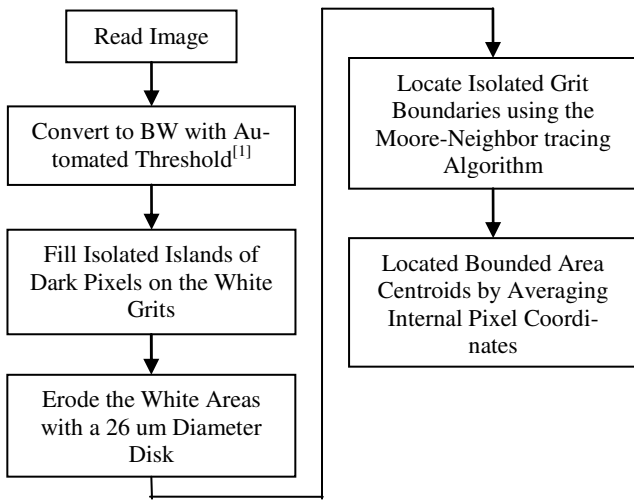 Read Image
Convert to BW with Au-
tomated Threshold[1]
Fill Isolated Islands of
Dark Pixels on the White
Grits
Erode the White Areas
with a 26 um Diameter
Disk
Locate Isolated Grit
Boundaries using the
Moore-Neighbor tracing
Algorithm
Located Bounded Area
Centroids by Averaging
Internal Pixel Coordi-
nates